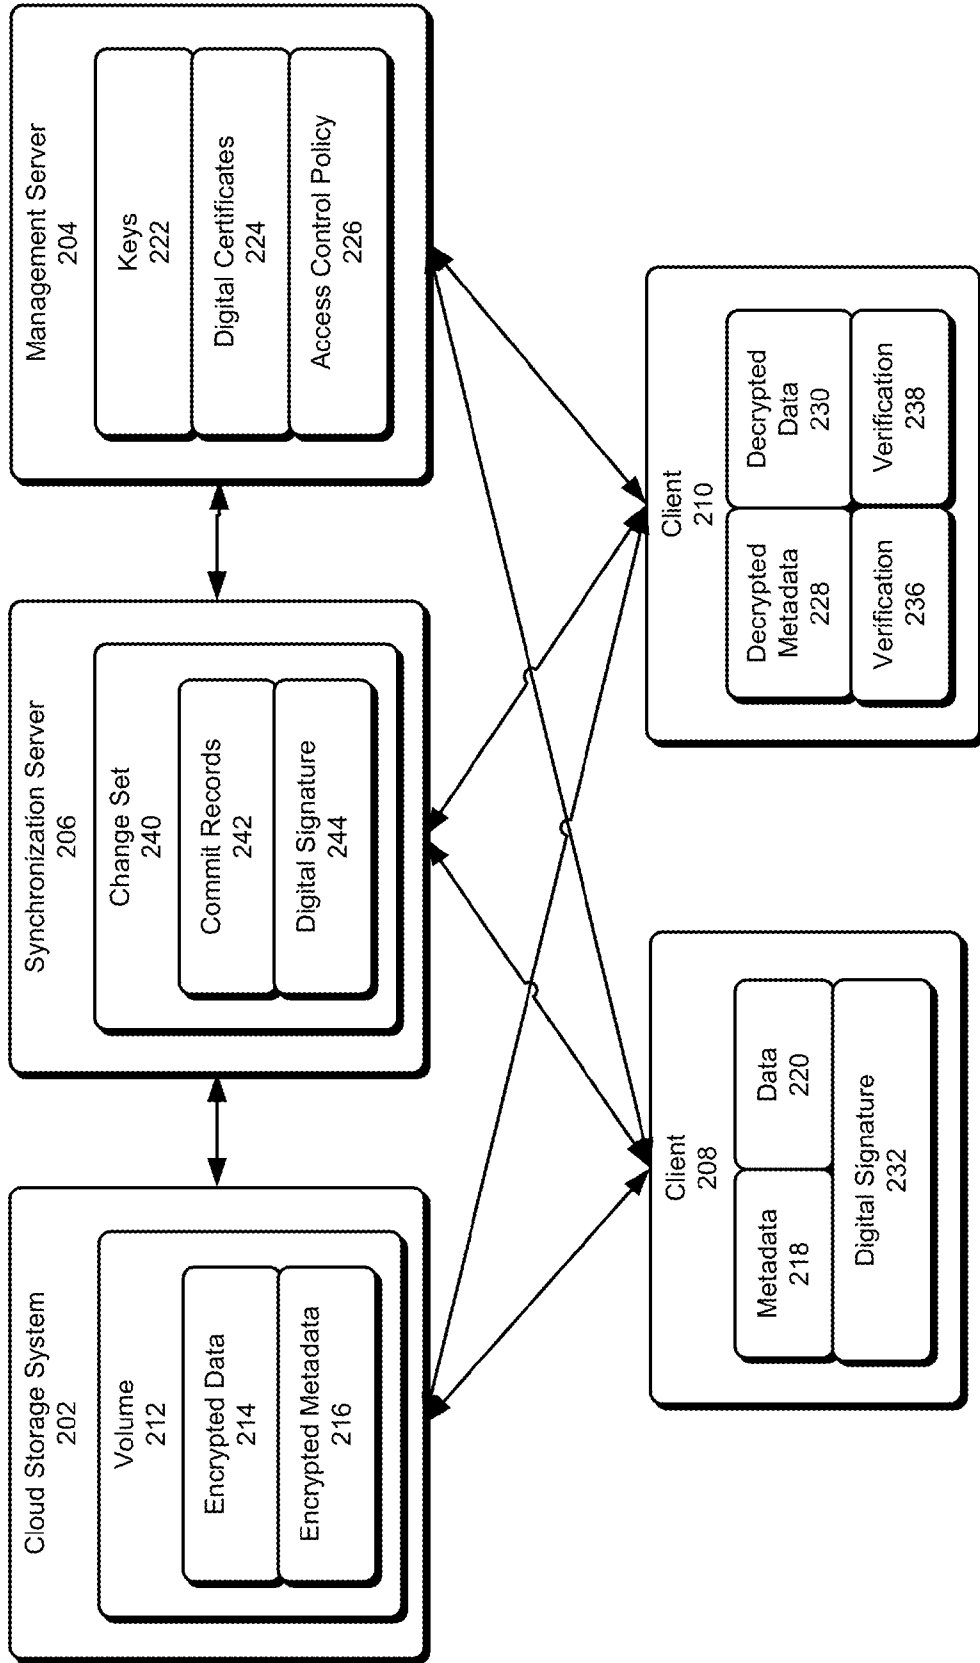 Cloud Storage System
202
Volume
212
Encrypted Data
214
Encrypted Metadata
216
Synchronization Server
206
Change Set
240
Commit Records
242
Digital Signature
244
Management Server
204
Keys
222
Digital Certificates
224
Access Control Policy
226
Client
208
Metadata
218
Data
220
Digital Signature
232
Client
210
Decrypted
Metadata
228
Decrypted
Data
230
Verification
236
Verification
238